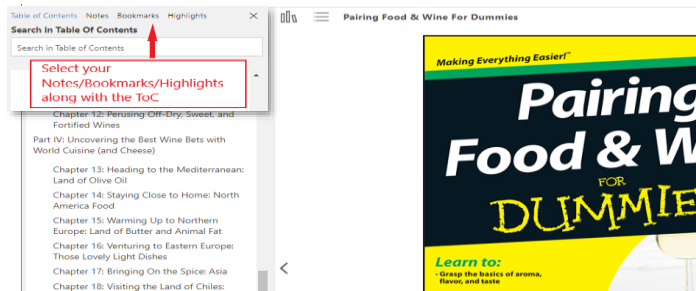 Table of Contents Notes Bookmarks Highlights
Search in Table Of Contents
Search in Table of Contents
Select your
Notes/Bookmarks/Highlights
along with the ToC
Chapter 12: Perusing Off-Dry, Sweet, and
Fortified Wines
Part IV: Uncovering the Best Wine Bets with
World Cuisine (and Cheese)
Chapter 13: Heading to the Mediterranean:
Land of Olive Oil
Chapter 14: Staying Close to Home: North
America Food
Chapter 15: Warming Up to Northern
Europe: Land of Butter and Animal Fat
Chapter 16: Venturing to Eastern Europe:
Those Lovely Light Dishes
Chapter 17: Bringing On the Spice: Asia
Chapter 18: Visiting the Land of Chiles:
Pairing Food & Wine For Dummies
Making Everything Easier!™
Pairing
Food & W
FOR
DUMMIE
Learn to:
• Grasp the basics of aroma,
flavor, and taste